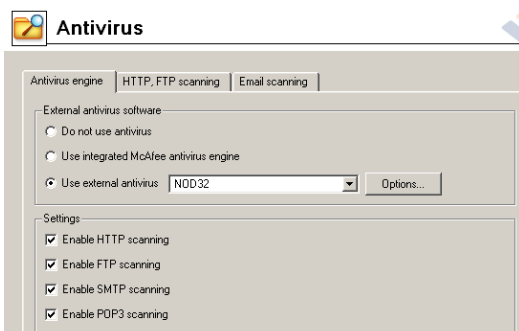 Antivirus
Antivirus engine HTTP, FTP scanning Email scanning
External antivirus software
Do not use antivirus
Use integrated McAfee antivirus engine
Use external antivirus NOD32 Options...
Settings
Enable HTTP scanning
Enable FTP scanning
Enable SMTP scanning
Enable POP3 scanning